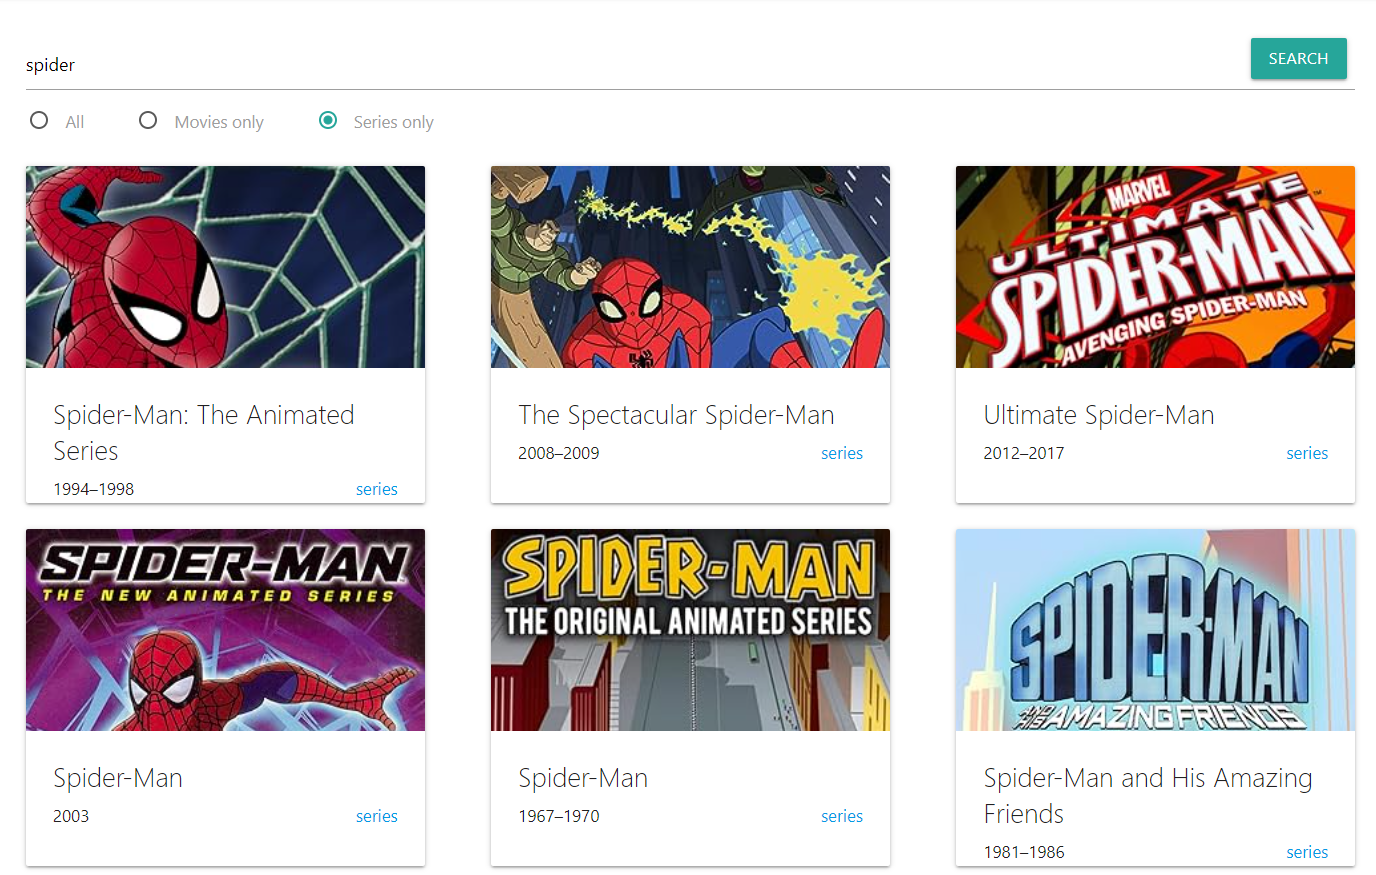 spider
SEARCH
All
Movies only
Series only
MARVEL
ULTIMATE
SPIDER-MAN
AVENGING SPIDER-MAN
Spider-Man: The Animated
Series
1994–1998
series
The Spectacular Spider-Man
2008–2009
series
Ultimate Spider-Man
2012–2017
series
SPIDER-MAN
THE NEW ANIMATED SERIES
SPIDER-MAN
THE ORIGINAL ANIMATED SERIES
SPIDER-MAN
AND HIS AMAZING FRIENDS
Spider-Man
2003
series
Spider-Man
1967–1970
series
Spider-Man and His Amazing
Friends
1981–1986
series